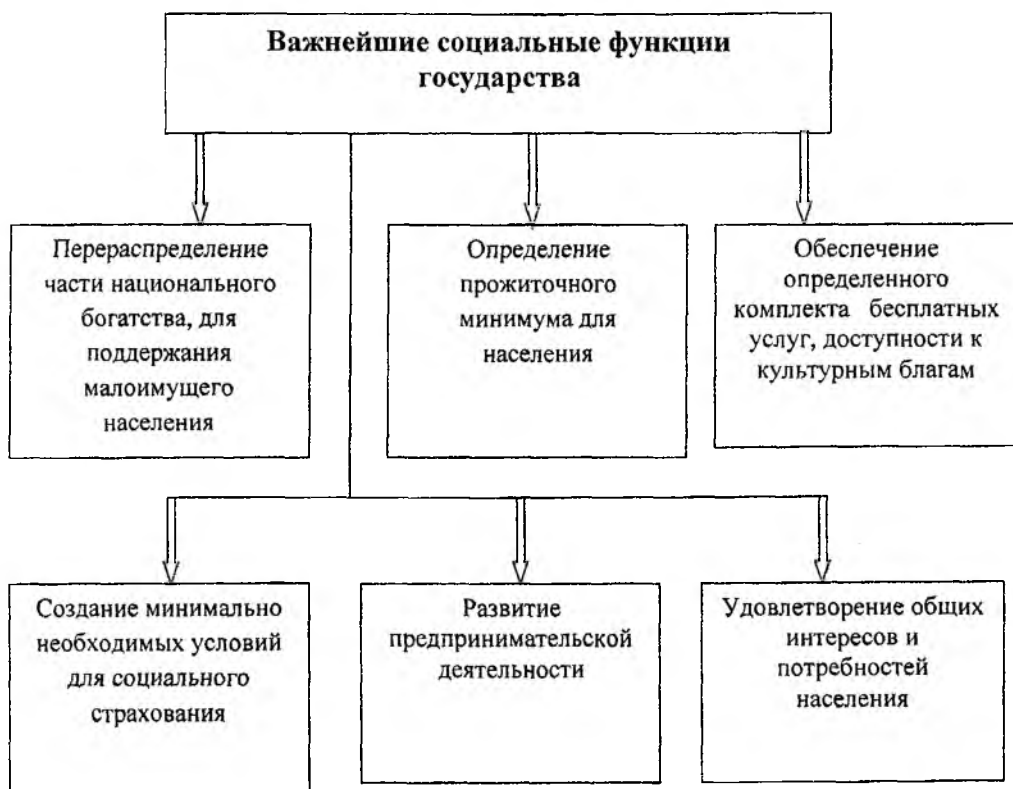 Важнейшие социальные функции
государства
Перераспределение
части национального
богатства, для
поддержания
малоимущего
населения
Определение
прожиточного
минимума для
населения
Обеспечение
определенного
комплекта бесплатных
услуг, доступности к
культурным благам
Создание минимально
необходимых условий
для социального
страхования
Развитие
предпринимательской
деятельности
Удовлетворение общих
интересов и
потребностей
населения